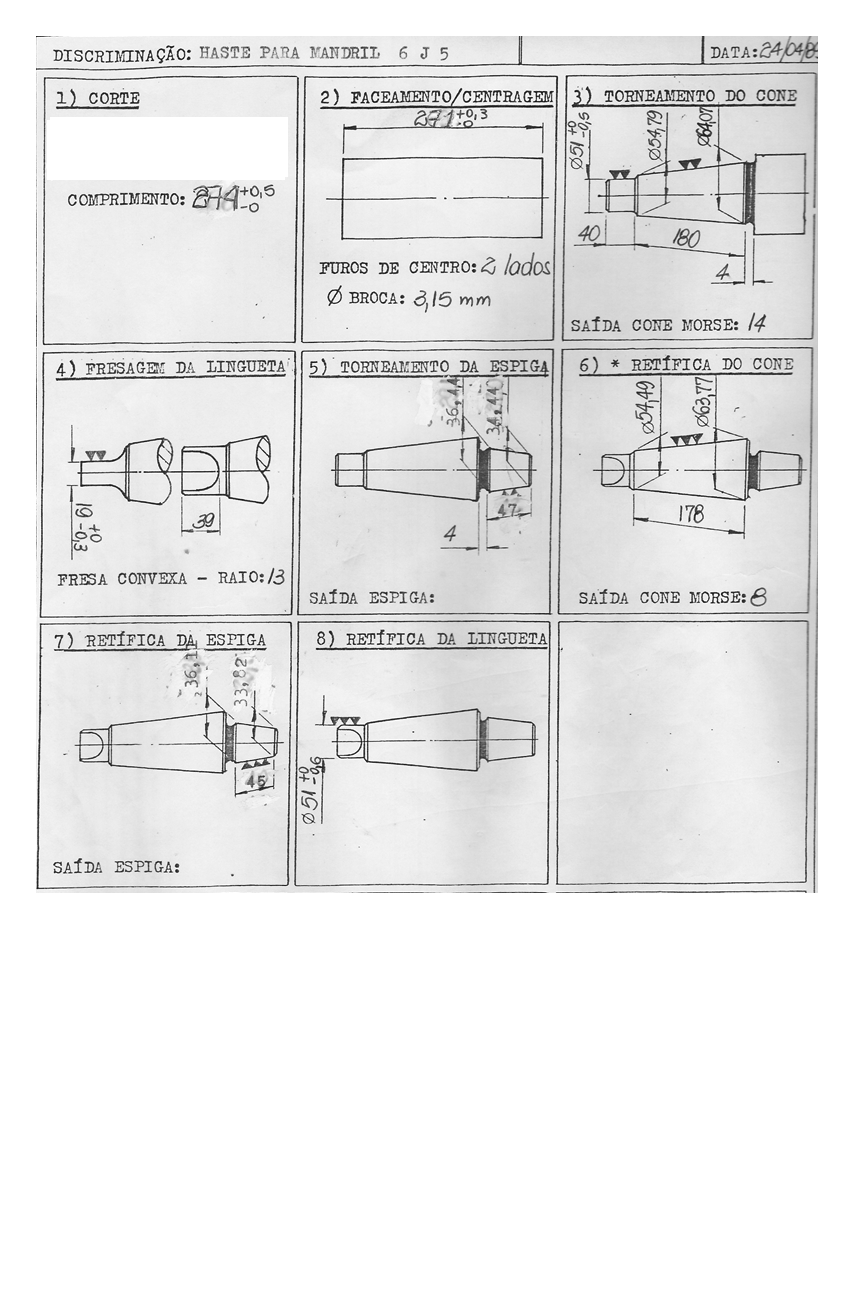 DISCRIMINAÇÃO: HASTE PARA MANDRIL 6 J 5
DATA: 24/04/8
1) CORTE
COMPRIMENTO: 274 +0,5 -0
2) FACEAMENTO/CENTRAGEM
271 +0,3 -0
FUROS DE CENTRO: 2 lados
Ø BROCA: 3,15 mm
3) TORNEAMENTO DO CONE
Ø51 +0 -0,5
Ø54,79
Ø64,07
40
180
4
SAÍDA CONE MORSE: 14
4) FRESAGEM DA LINGUETA
19 +0 -0,3
39
FRESA CONVEXA - RAIO: 13
5) TORNEAMENTO DA ESPIGA
36,44
34,40
47
4
SAÍDA ESPIGA:
6) * RETÍFICA DO CONE
Ø54,49
Ø63,77
178
SAÍDA CONE MORSE: 8
7) RETÍFICA DA ESPIGA
33,82
45
SAÍDA ESPIGA:
8) RETÍFICA DA LINGUETA
Ø51 +0 -0,6